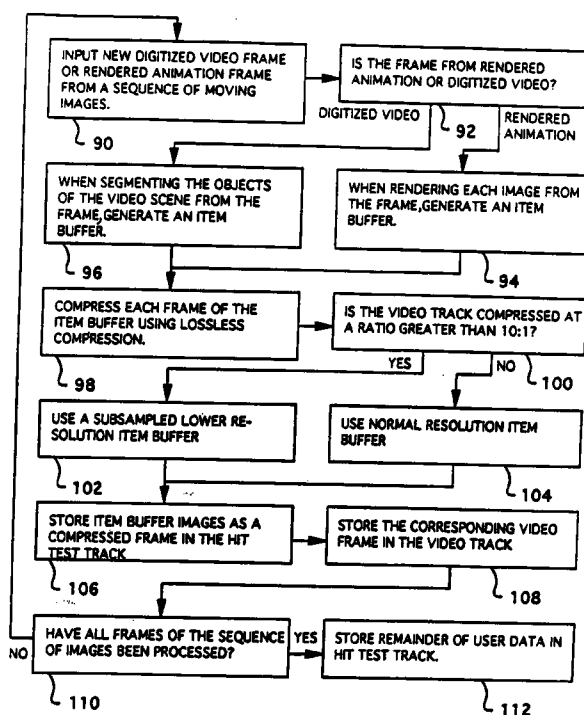 INPUT NEW DIGITIZED VIDEO FRAME
OR RENDERED ANIMATION FRAME
FROM A SEQUENCE OF MOVING
IMAGES.
90
IS THE FRAME FROM RENDERED
ANIMATION OR DIGITIZED VIDEO?
DIGITIZED VIDEO
92
RENDERED
ANIMATION
WHEN SEGMENTING THE OBJECTS
OF THE VIDEO SCENE FROM THE
FRAME,GENERATE AN ITEM
BUFFER.
96
WHEN RENDERING EACH IMAGE FROM
THE FRAME,GENERATE AN ITEM
BUFFER.
94
COMPRESS EACH FRAME OF THE
ITEM BUFFER USING LOSSLESS
COMPRESSION.
98
IS THE VIDEO TRACK COMPRESSED AT
A RATIO GREATER THAN 10:1?
YES
NO
100
USE A SUBSAMPLED LOWER RE-
SOLUTION ITEM BUFFER
102
USE NORMAL RESOLUTION ITEM
BUFFER
104
STORE ITEM BUFFER IMAGES AS A
COMPRESSED FRAME IN THE HIT
TEST TRACK
106
STORE THE CORRESPONDING VIDEO
FRAME IN THE VIDEO TRACK
108
NO
HAVE ALL FRAMES OF THE SEQUENCE
OF IMAGES BEEN PROCESSED?
110
YES
STORE REMAINDER OF USER DATA IN
HIT TEST TRACK.
112